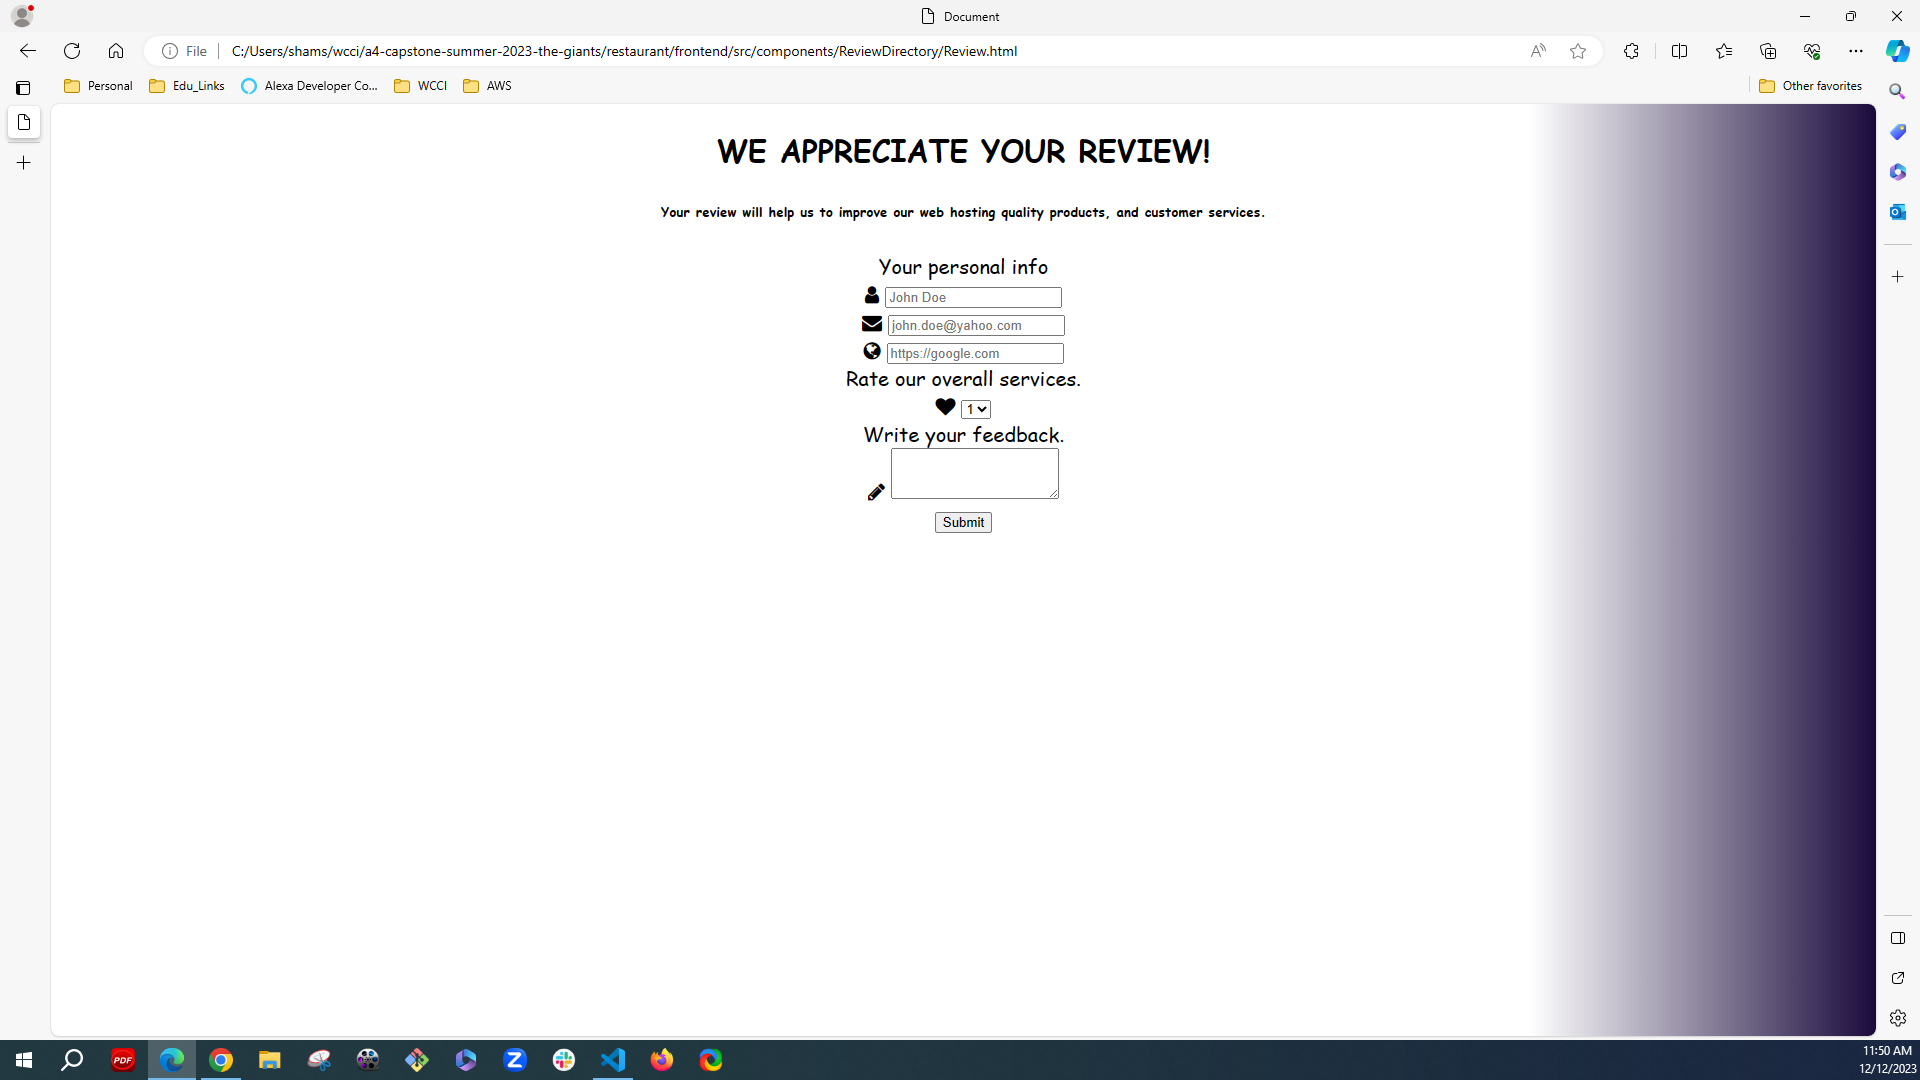 Document
File
C:/Users/shams/wcci/a4-capstone-summer-2023-the-giants/restaurant/frontend/src/components/ReviewDirectory/Review.html
Personal
Edu_Links
Alexa Developer Co...
WCCI
AWS
Other favorites
WE APPRECIATE YOUR REVIEW!
Your review will help us to improve our web hosting quality products, and customer services.
Your personal info
John Doe
john.doe@yahoo.com
https://google.com
Rate our overall services.
1
Write your feedback.
Submit
PDF
11:50 AM
12/12/2023